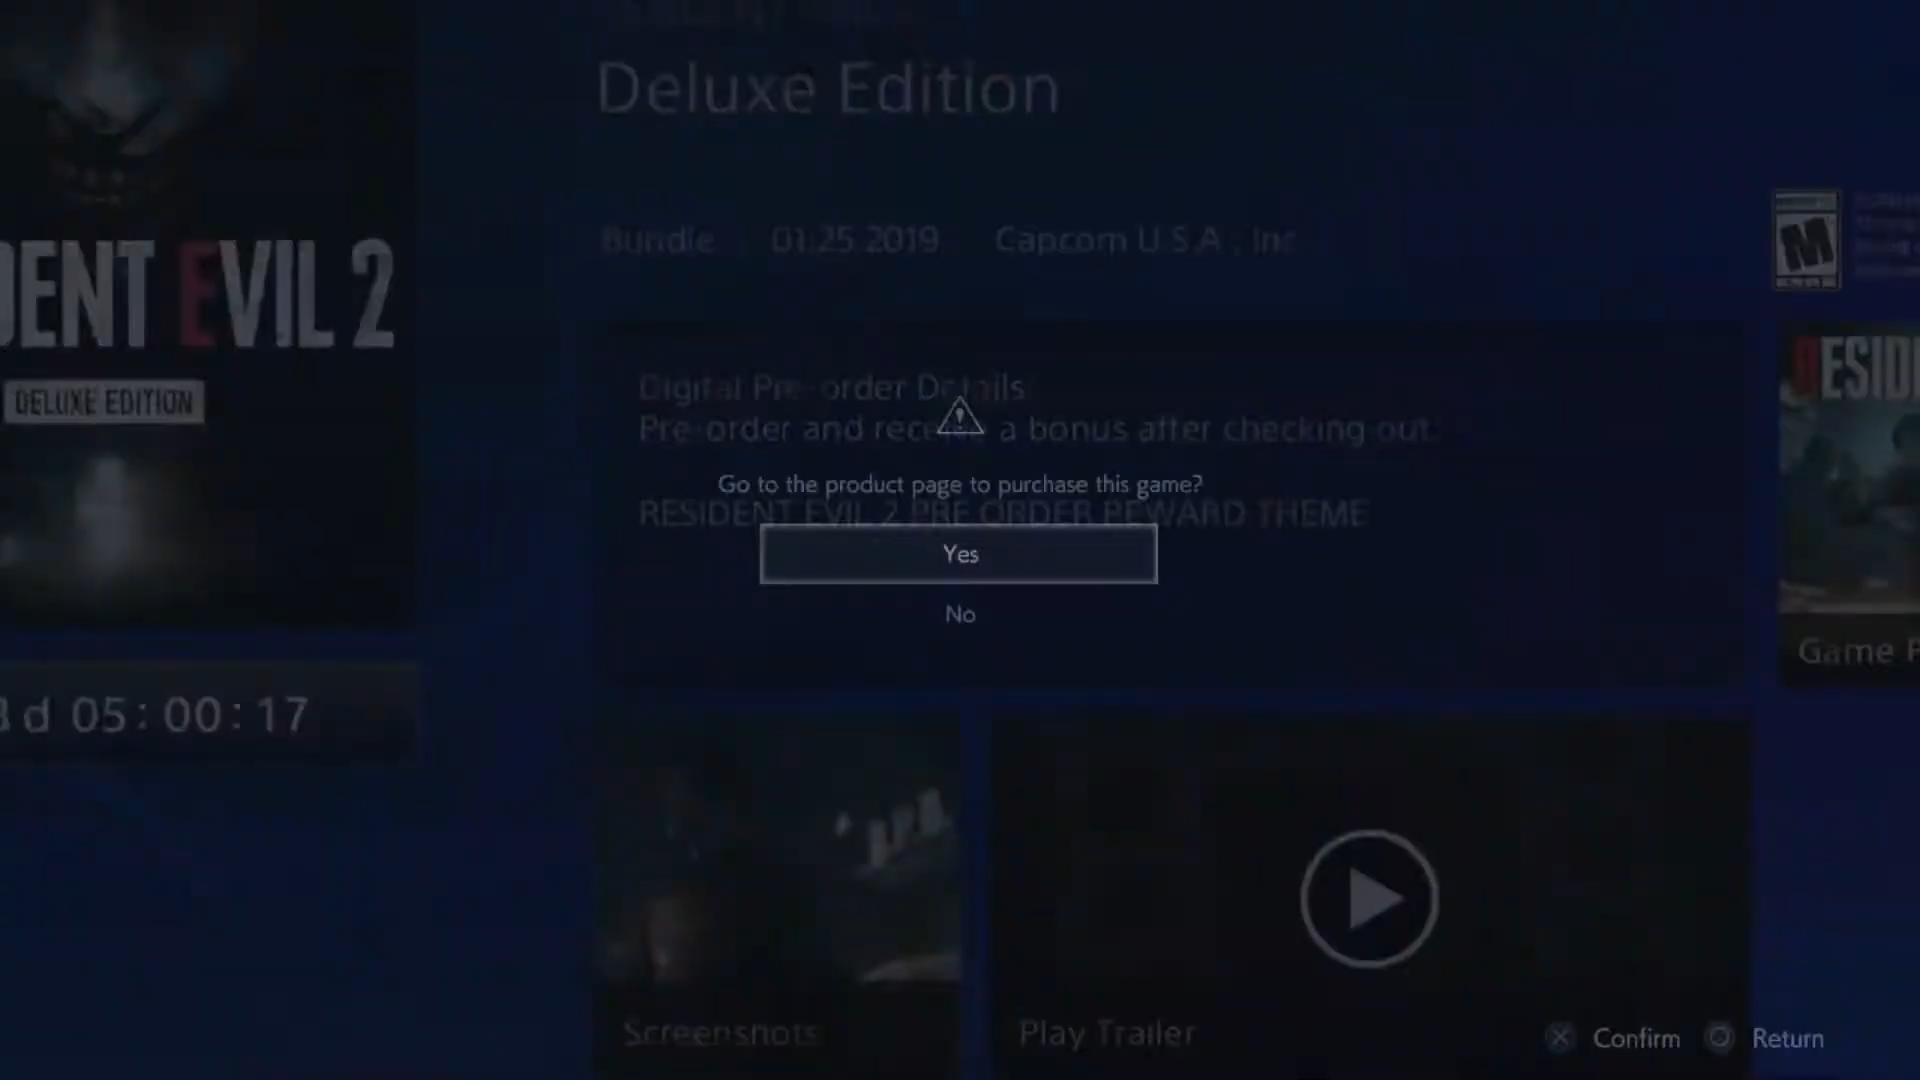 Deluxe Edition
Bundle 01.25.2019 Capcom U.S.A., Inc
DENT EVIL 2
DELUXE EDITION
3d 05:00:17
Digital Pre-order Details
Pre-order and receive a bonus after checking out.
Go to the product page to purchase this game?
RESIDENT EVIL 2 PRE-ORDER REWARD THEME
Yes
No
M
RESID
Game
Screenshots
Play Trailer
Confirm Return